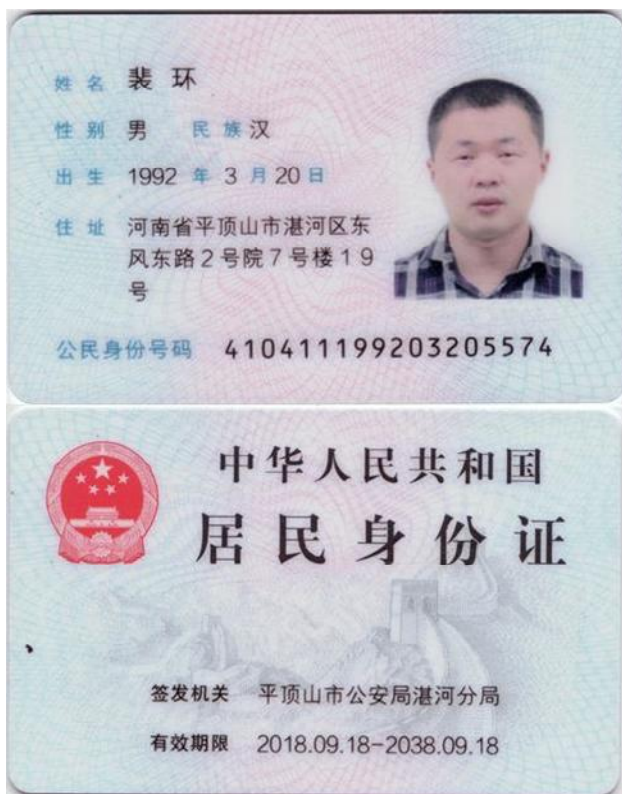 姓名 裴环
性别 男 民族 汉
出生 1992 年 3 月 20 日
住址 河南省平顶山市湛河区东
风东路2号院7号楼19
号
公民身份号码 410411199203205574
中华人民共和国
居民身份证
签发机关 平顶山市公安局湛河分局
有效期限 2018.09.18-2038.09.18